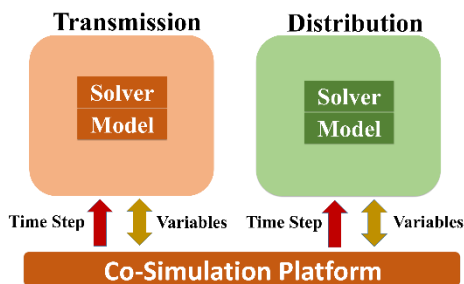 Transmission
Distribution
Solver
Model
Solver
Model
Time Step
Variables
Time Step
Variables
Co-Simulation Platform